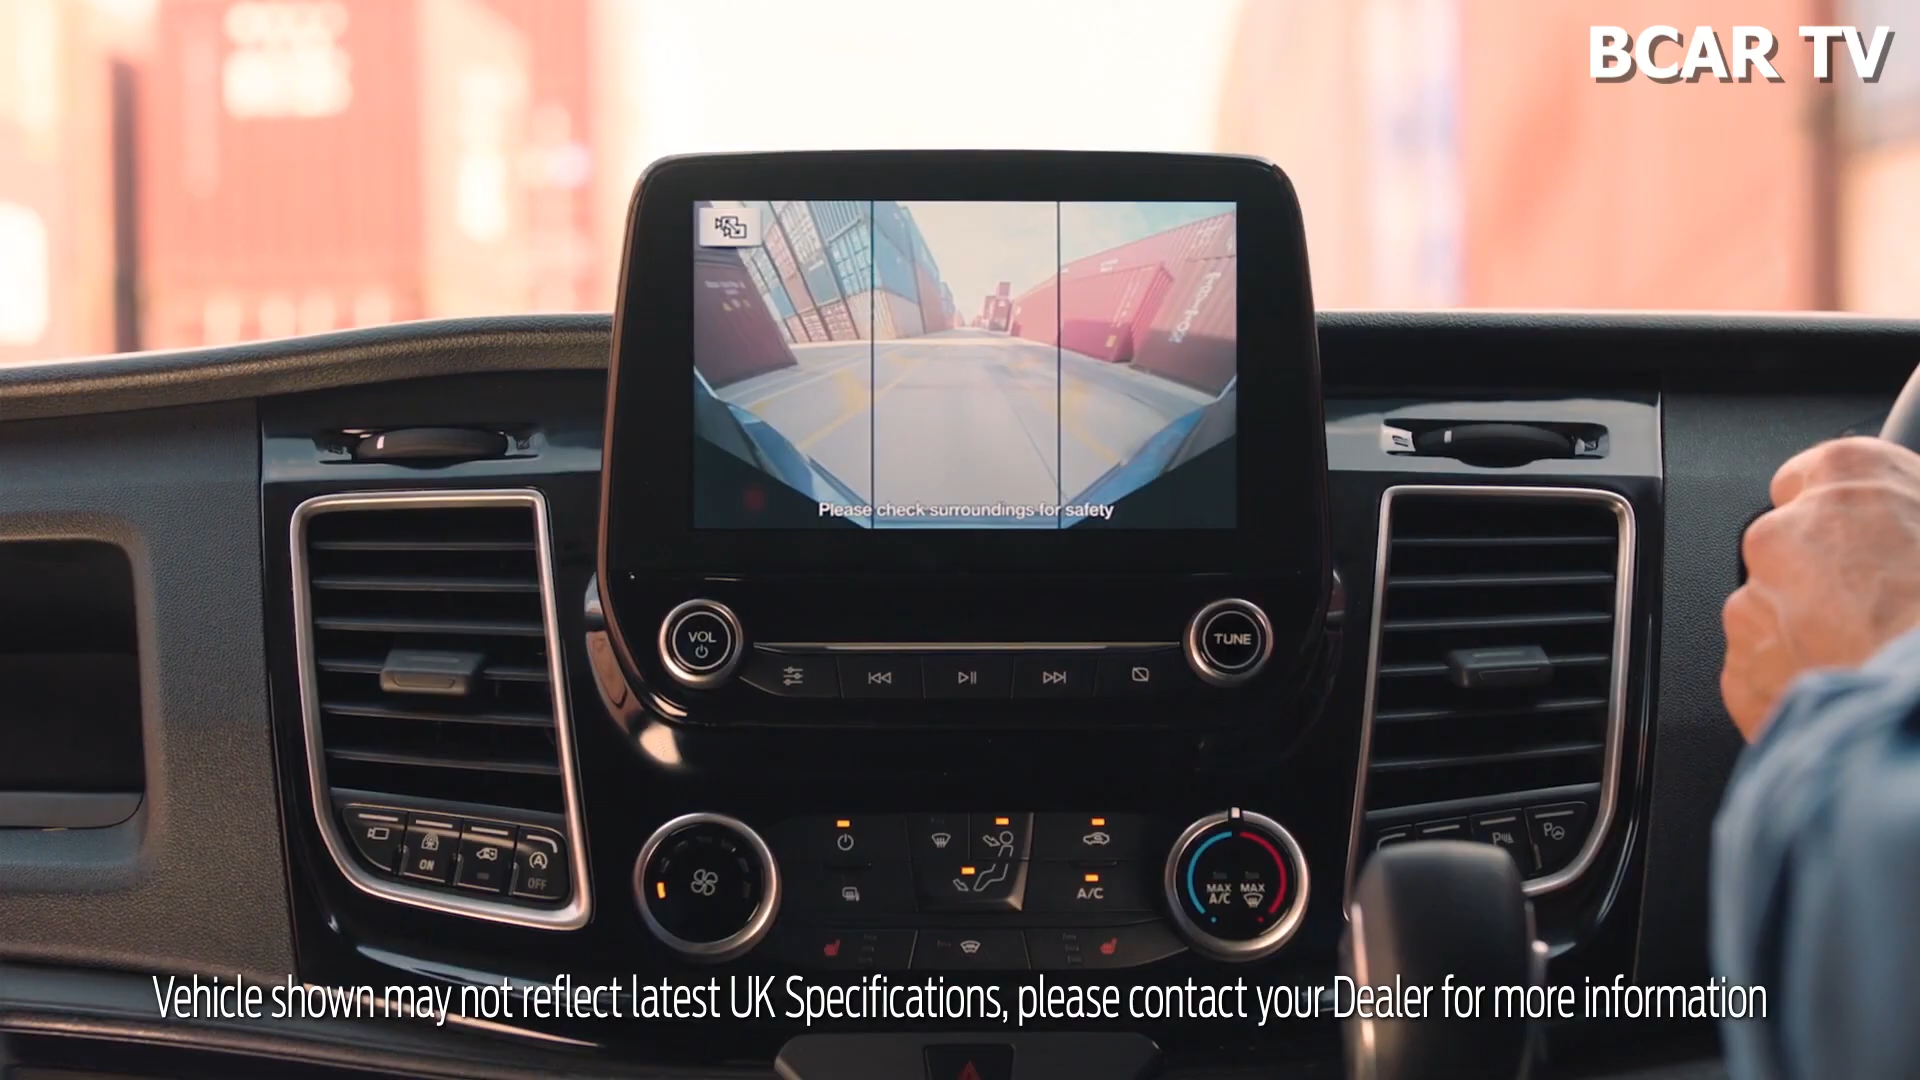 BCAR TV
Please check surroundings for safety
VOL
TUNE
ON
OFF
A/C
MAX A/C
MAX
Vehicle shown may not reflect latest UK Specifications, please contact your Dealer for more information